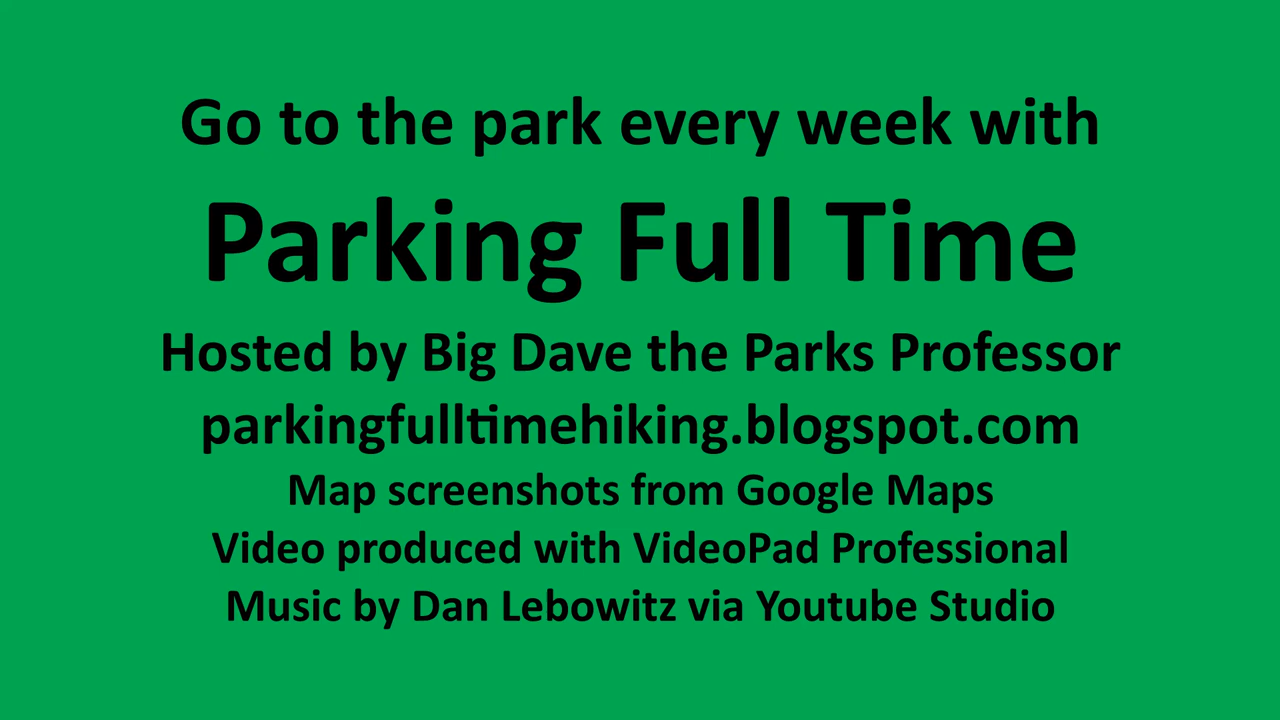 Go to the park every week with
Parking Full Time
Hosted by Big Dave the Parks Professor
parkingfulltimehiking.blogspot.com
Map screenshots from Google Maps
Video produced with VideoPad Professional
Music by Dan Lebowitz via Youtube Studio